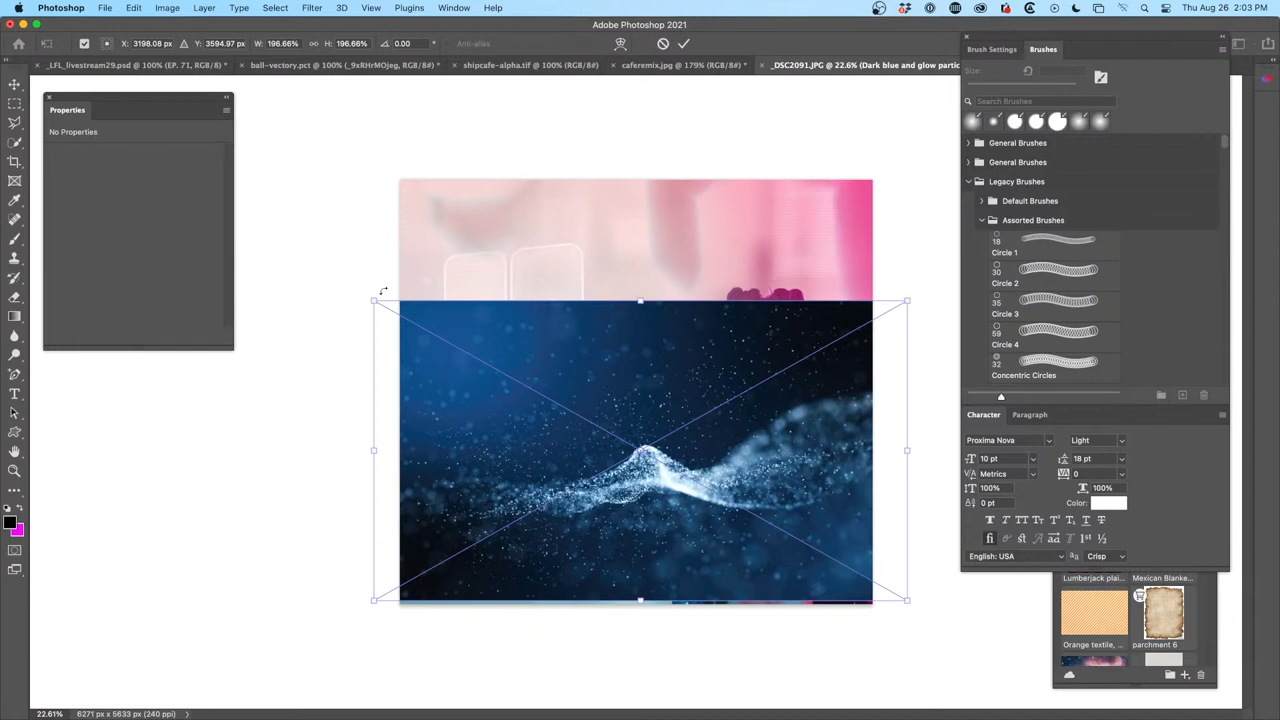 Photoshop File Edit Image Layer Type Select Filter 3D View Plugins Window Help Thu Aug 26 2:03 PM
Adobe Photoshop 2021
X: 3198.08 px Y: 3594.97 px W: 196.66% H: 196.66% 0.00 ° Anti-alias
_LFL_livestream29.psd @ 100% (EP. 71, RGB/8) * ball-vectory.pct @ 100% (_9xRHrMOjeg, RGB/8) * shipcafe-alpha.tif @ 100% (RGB/8) caferemix.jpg @ 179% (RGB/8) * _DSC2091.JPG @ 22.6% (Dark blue and glow partic
Properties
No Properties
Brush Settings Brushes
Size:
Search Brushes
General Brushes
General Brushes
Legacy Brushes
Default Brushes
Assorted Brushes
18
Circle 1
30
Circle 2
35
Circle 3
59
Circle 4
32
Concentric Circles
Character Paragraph
Proxima Nova Light
10 pt 18 pt
Metrics 0
100% 100%
0 pt Color:
English: USA Crisp
Lumberjack plai... Mexican Blanke...
Orange textile, ... parchment 6
22.61% 6271 px x 5633 px (240 ppi)